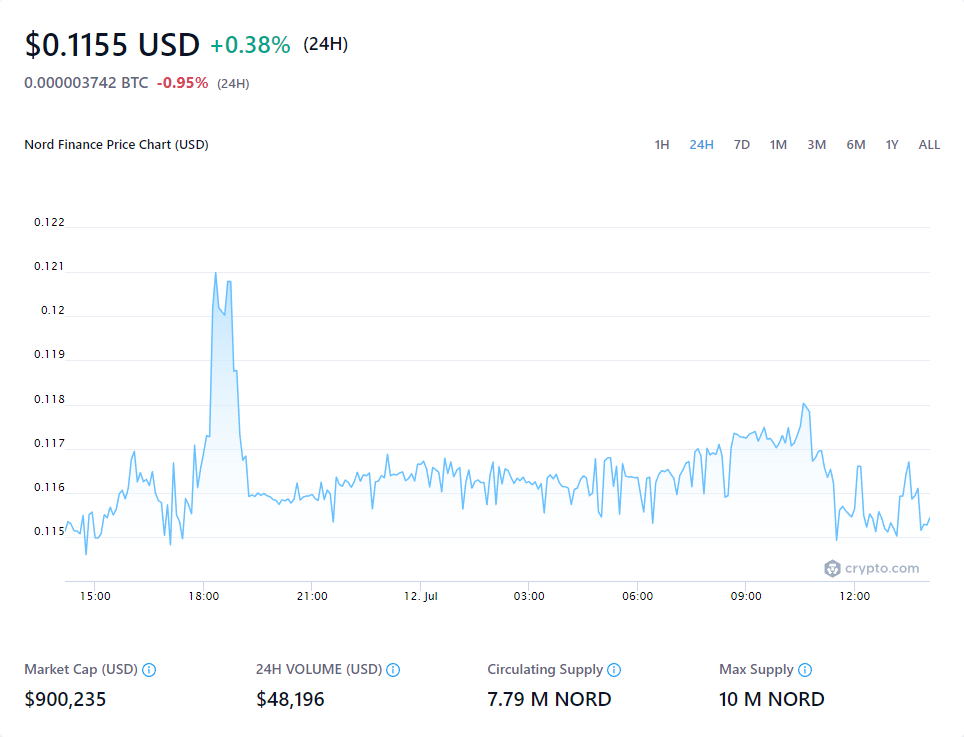 $0.1155 USD +0.38% (24H)
0.000003742 BTC -0.95% (24H)
Nord Finance Price Chart (USD) 1H 24H 7D 1M 3M 6M 1Y ALL
0.122
0.121
0.12
0.119
0.118
0.117
0.116
0.115
crypto.com
15:00 18:00 21:00 12. Jul 03:00 06:00 09:00 12:00
Market Cap (USD) 24H VOLUME (USD) Circulating Supply Max Supply
$900,235 $48,196 7.79 M NORD 10 M NORD